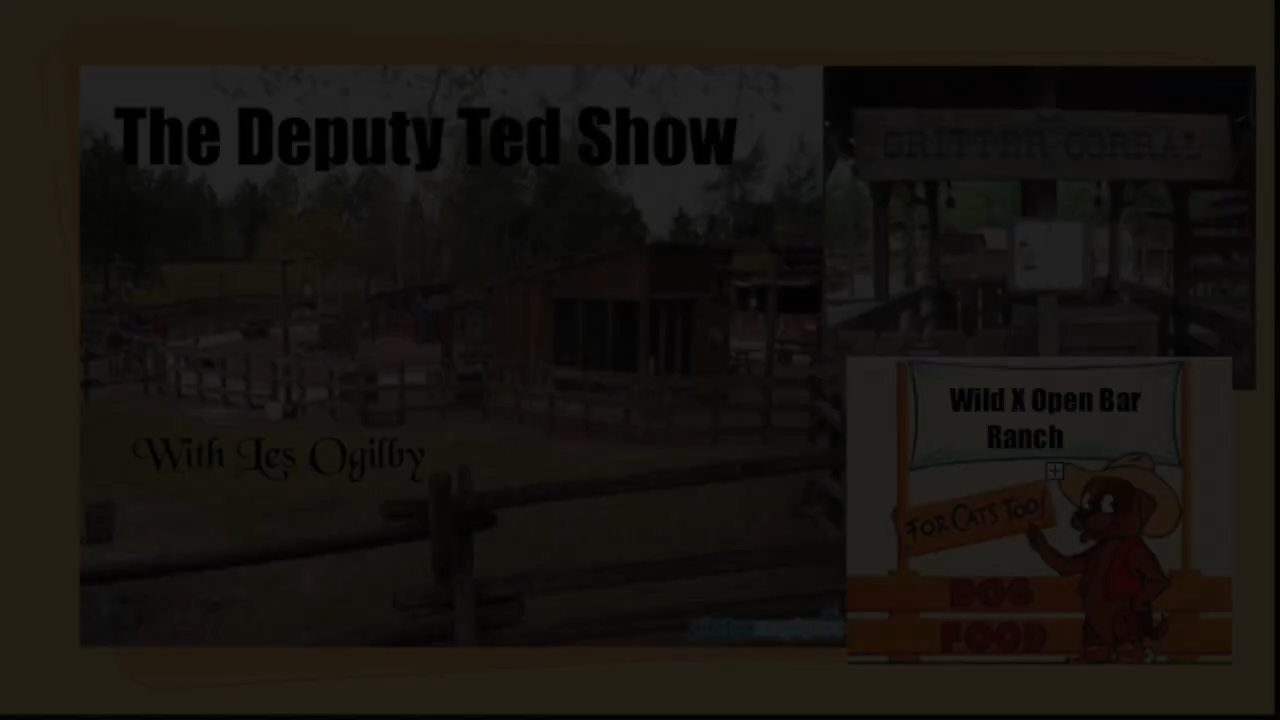 The Deputy Ted Show
CRITTER CORRAL
Wild X Open Bar
Ranch
With Les Ogilby
FOR CATS TOO!
DOG
FOOD